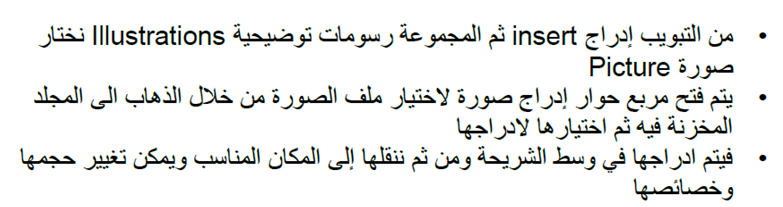 • من التبويب إدراج insert ثم المجموعة رسومات توضيحية Illustrations نختار
صورة Picture
• يتم فتح مربع حوار إدراج صورة لاختيار ملف الصورة من خلال الذهاب الى المجلد
المخزنة فيه ثم اختيارها لادراجها
• فيتم ادراجها في وسط الشريحة ومن ثم ننقلها إلى المكان المناسب ويمكن تغيير حجمها
وخصائصها